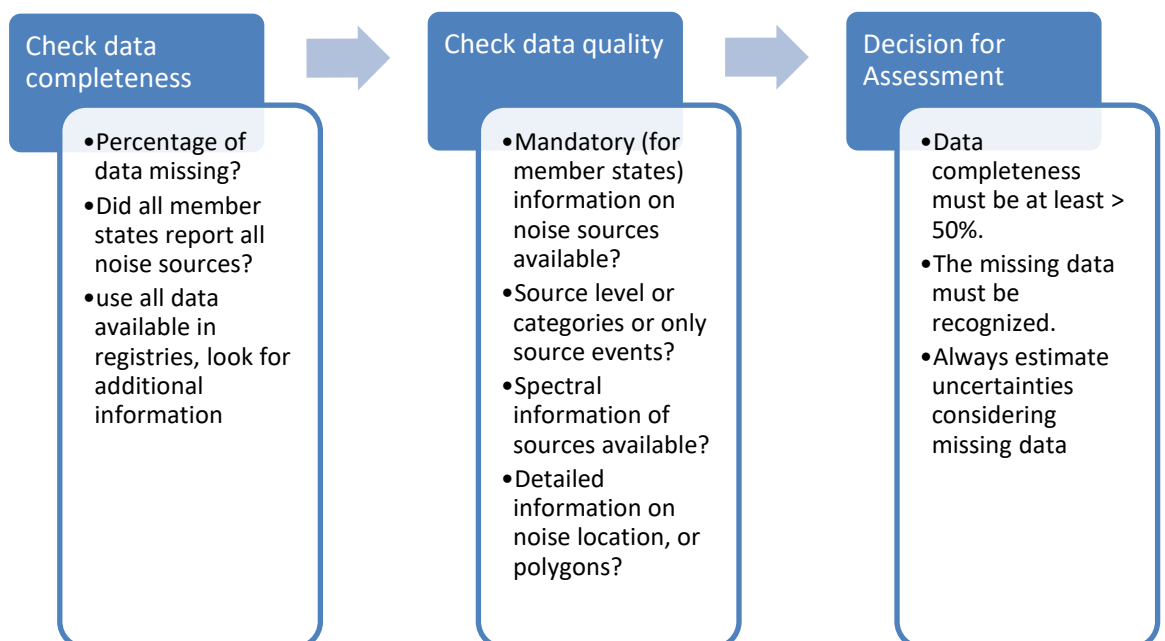 Check data
completeness
•Percentage of
data missing?
•Did all member
states report all
noise sources?
•use all data
available in
registries, look for
additional
information
Check data quality
•Mandatory (for
member states)
information on
noise sources
available?
•Source level or
categories or only
source events?
•Spectral
information of
sources available?
•Detailed
information on
noise location, or
polygons?
Decision for
Assessment
•Data
completeness
must be at least >
50%.
•The missing data
must be
recognized.
•Always estimate
uncertainties
considering
missing data